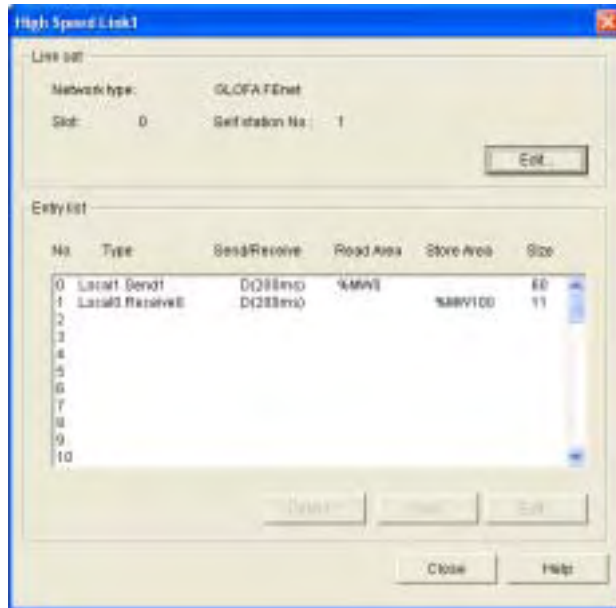 High Speed Link1
Link set
Network type: GLOFA FEnet
Slot: 0 Self station No : 1
Edit...
Entry list
No Type Send/Receive Read Area Store Area Size
0 Local1 Send1 D(200ms) %MW0 60
1 Local0 Receive0 D(200ms) %MW100 11
2
3
4
5
6
7
8
9
10
Edit...
Close Help